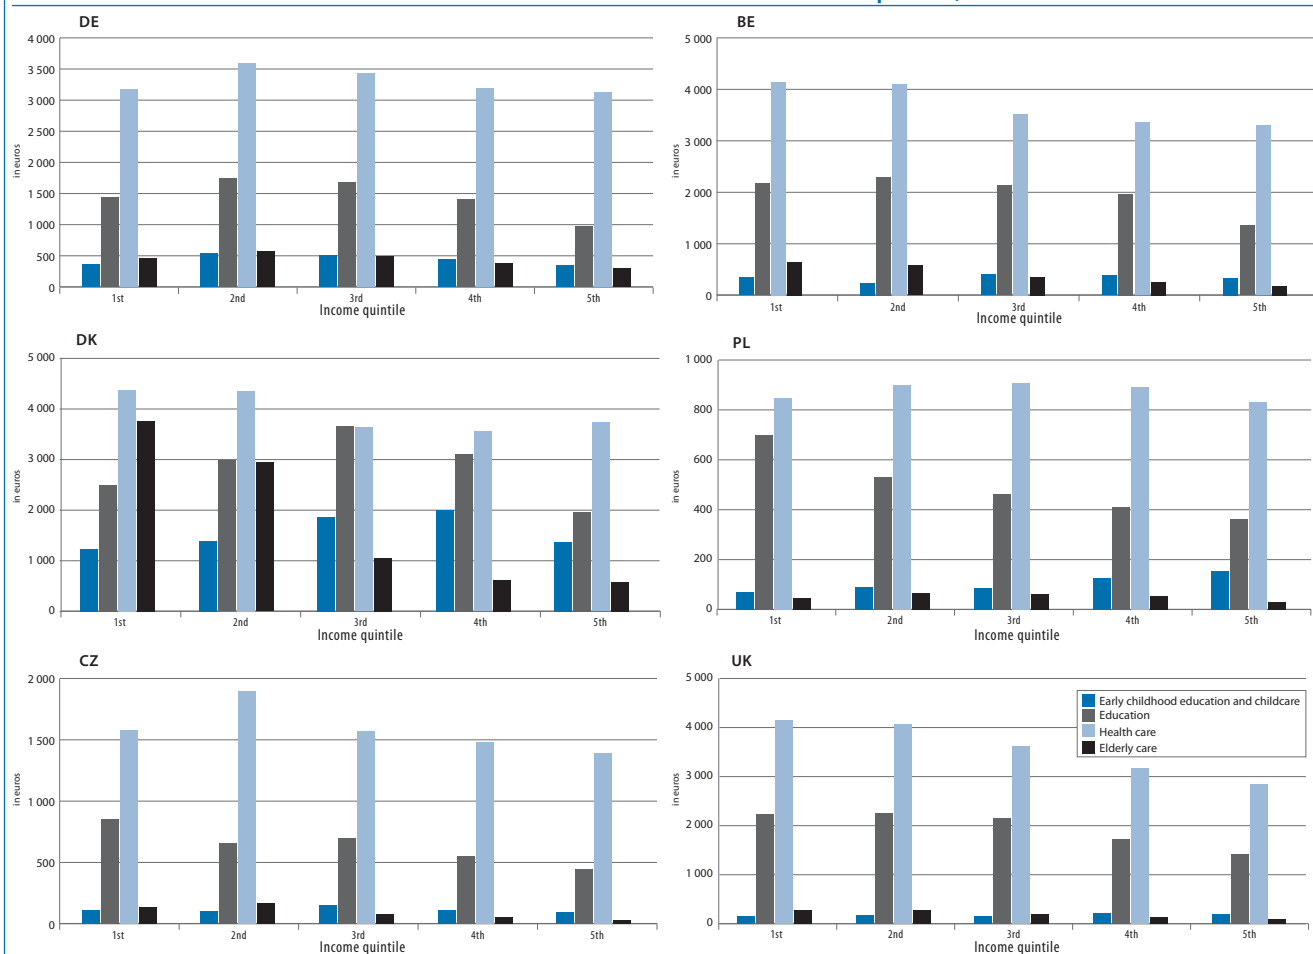 DE
4 000
3 500
3 000
2 500
2 000
1 500
1 000
500
0
in euros
1st 2nd 3rd 4th 5th
Income quintile
BE
5 000
4 000
3 000
2 000
1 000
0
in euros
1st 2nd 3rd 4th 5th
Income quintile
DK
5 000
4 000
3 000
2 000
1 000
0
in euros
1st 2nd 3rd 4th 5th
Income quintile
PL
1 000
800
600
400
200
0
in euros
1st 2nd 3rd 4th 5th
Income quintile
CZ
2 000
1 500
1 000
500
0
in euros
1st 2nd 3rd 4th 5th
Income quintile
UK
5 000
4 000
3 000
2 000
1 000
0
in euros
1st 2nd 3rd 4th 5th
Income quintile
Early childhood education and childcare
Education
Health care
Elderly care